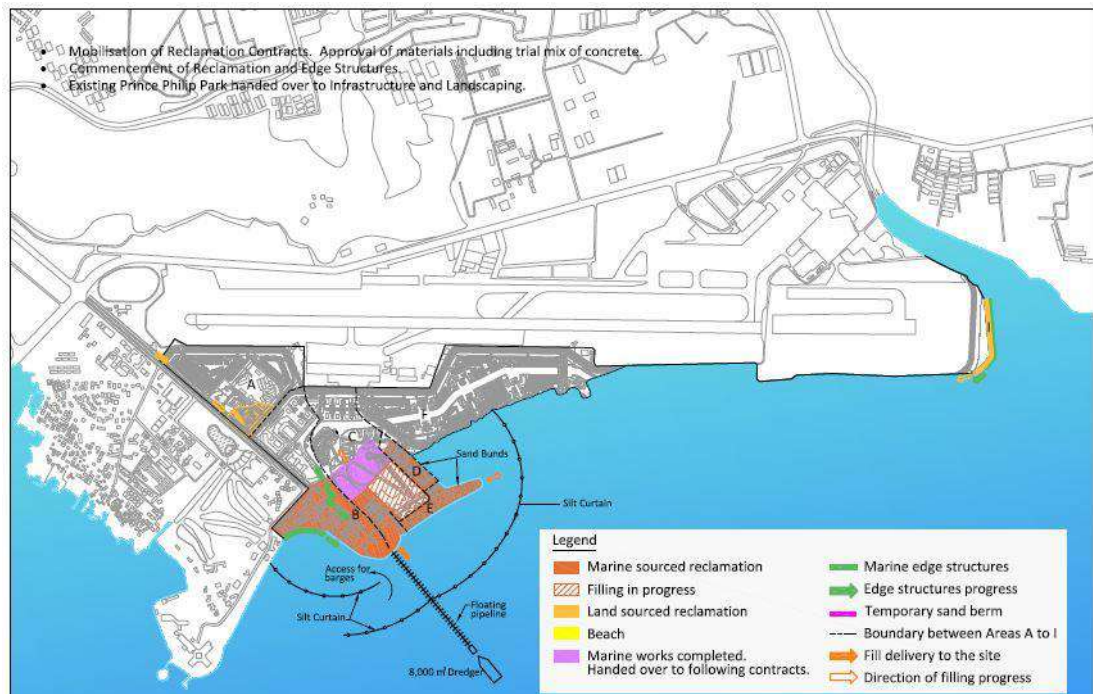 • Mobilisation of Reclamation Contracts. Approval of materials including trial mix of concrete.
• Commencement of Reclamation and Edge Structures.
• Existing Prince Philip Park handed over to Infrastructure and Landscaping.
A
F
C
Sand Bunds
D
E
B
Silt Curtain
Access for
barges
Silt Curtain
Floating
pipeline
8,000 m³ Dredger
Legend
Marine sourced reclamation
Filling in progress
Land sourced reclamation
Beach
Marine works completed.
Handed over to following contracts.
Marine edge structures
Edge structures progress
Temporary sand berm
Boundary between Areas A to I
Fill delivery to the site
Direction of filling progress